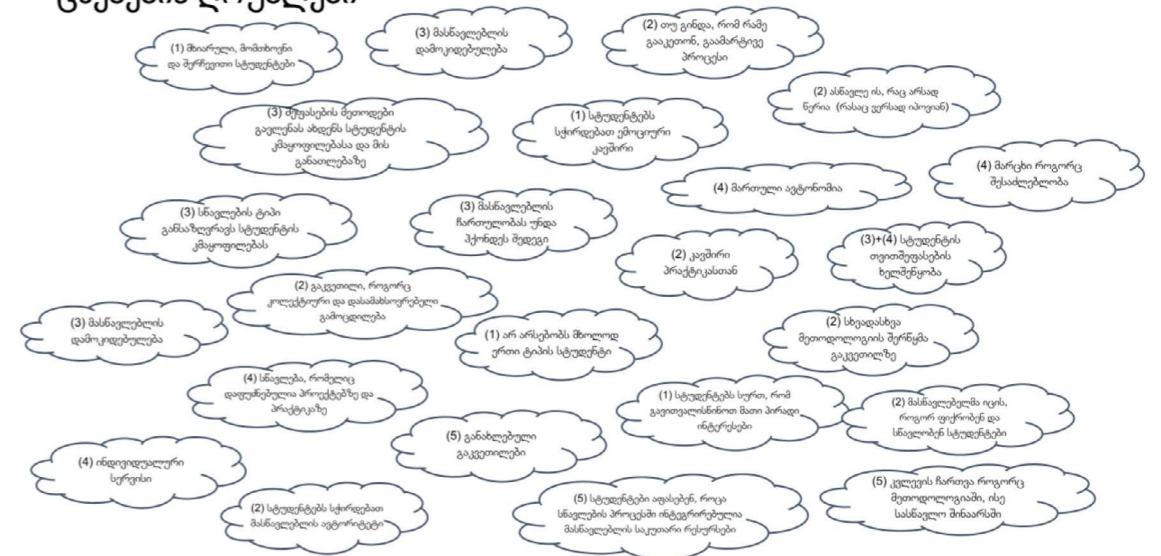 (1) მხიარული, მომთხოვნი
და შერჩევითი სტუდენტები
(3) მასწავლებლის
დამოკიდებულება
(2) თუ გინდა, რომ რამე
გააკეთონ, გაამარტივე
პროცესი
(2) ასწავლე ის, რაც არსად
წერია (რასაც ვერსად იპოვიან)
(3) შეფასების მეთოდები
გავლენას ახდენს სტუდენტის
კმაყოფილებასა და მის
განათლებაზე
(1) სტუდენტებს
სჭირდებათ ემოციური
კავშირი
(4) მართული ავტონომია
(4) მარცხი როგორც
შესაძლებლობა
(3) სწავლების ტიპი
განსაზღვრავს სტუდენტის
კმაყოფილებას
(3) მასწავლებლის
ჩართულობას უნდა
ჰქონდეს შედეგი
(2) კავშირი
პრაქტიკასთან
(3)+(4) სტუდენტის
თვითშეფასების
ხელშეწყობა
(2) გაკვეთილი, როგორც
კოლექტიური და დასამახსოვრებელი
გამოცდილება
(3) მასწავლებლის
დამოკიდებულება
(1) არ არსებობს მხოლოდ
ერთი ტიპის სტუდენტი
(2) სხვადასხვა
მეთოდოლოგიის შერწყმა
გაკვეთილზე
(4) სწავლება, რომელიც
დაფუძნებულია პროექტებზე და
პრაქტიკაზე
(1) სტუდენტებს სურთ, რომ
გავითვალისწინოთ მათი პირადი
ინტერესები
(2) მასწავლებელმა იცის,
როგორ ფიქრობენ და
სწავლობენ სტუდენტები
(5) განახლებული
გაკვეთილები
(4) ინდივიდუალური
სერვისი
(2) სტუდენტებს სჭირდებათ
მასწავლებლის ავტორიტეტი
(5) სტუდენტები აფასებენ, როცა
სწავლების პროცესში ინტეგრირებულია
მასწავლებლის საკუთარი რესურსები
(5) კვლევის ჩართვა როგორც
მეთოდოლოგიაში, ისე
სასწავლო შინაარსში